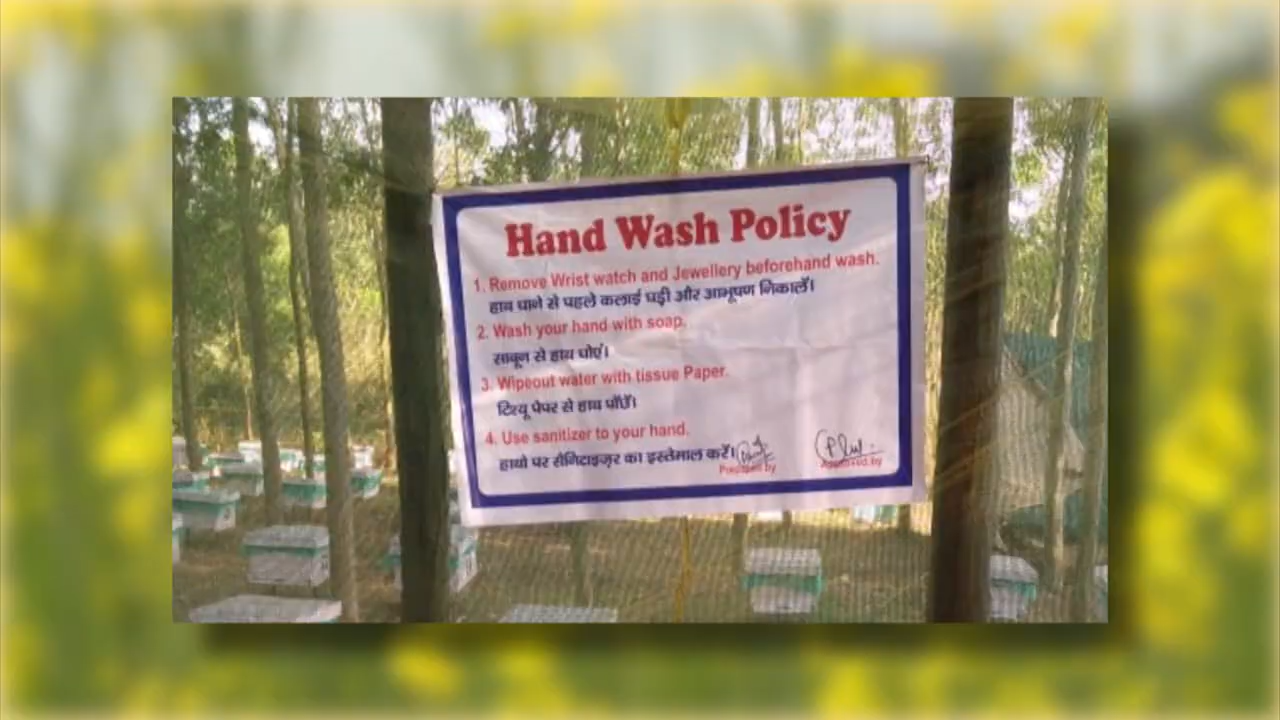 Hand Wash Policy
1. Remove Wrist watch and Jewellery beforehand wash.
हाथ धोने से पहले कलाई घड़ी और आभूषण निकालें।
2. Wash your hand with soap.
साबून से हाथ धोएं।
3. Wipeout water with tissue Paper.
टिश्यू पेपर से हाथ पोंछें।
4. Use sanitizer to your hand.
हाथो पर सैनिटाइज़र का इस्तेमाल करें।
Prepared by
Approved by